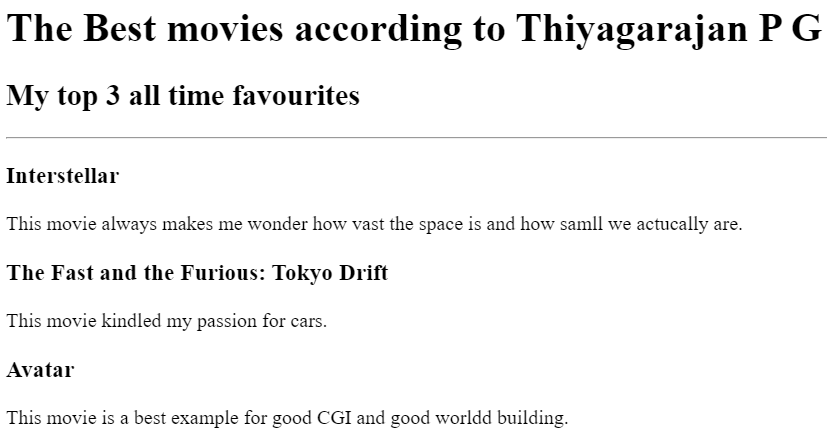 The Best movies according to Thiyagarajan P G
My top 3 all time favourites
Interstellar
This movie always makes me wonder how vast the space is and how samll we actucally are.
The Fast and the Furious: Tokyo Drift
This movie kindled my passion for cars.
Avatar
This movie is a best example for good CGI and good worldd building.